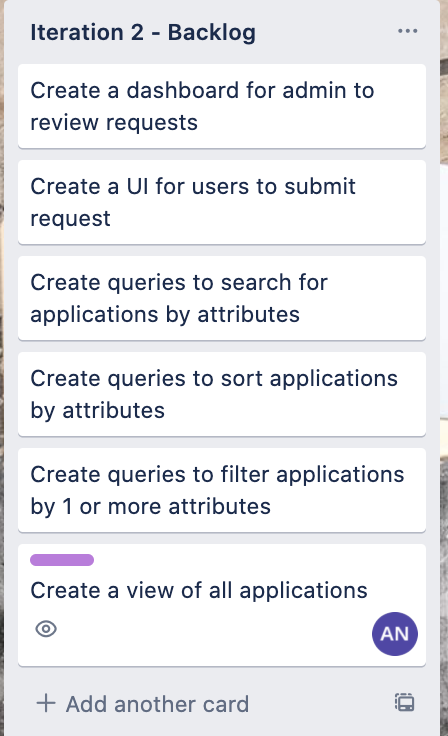 Iteration 2 - Backlog
Create a dashboard for admin to
review requests
Create a UI for users to submit
request
Create queries to search for
applications by attributes
Create queries to sort applications
by attributes
Create queries to filter applications
by 1 or more attributes
Create a view of all applications
AN
+ Add another card